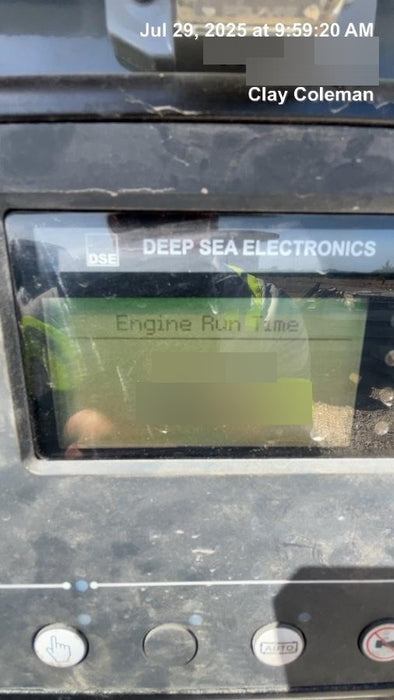 Jul 29, 2025 at 9:59:20 AM
Clay Coleman
DSE
DEEP SEA ELECTRONICS
Engine Run Time
AUTO